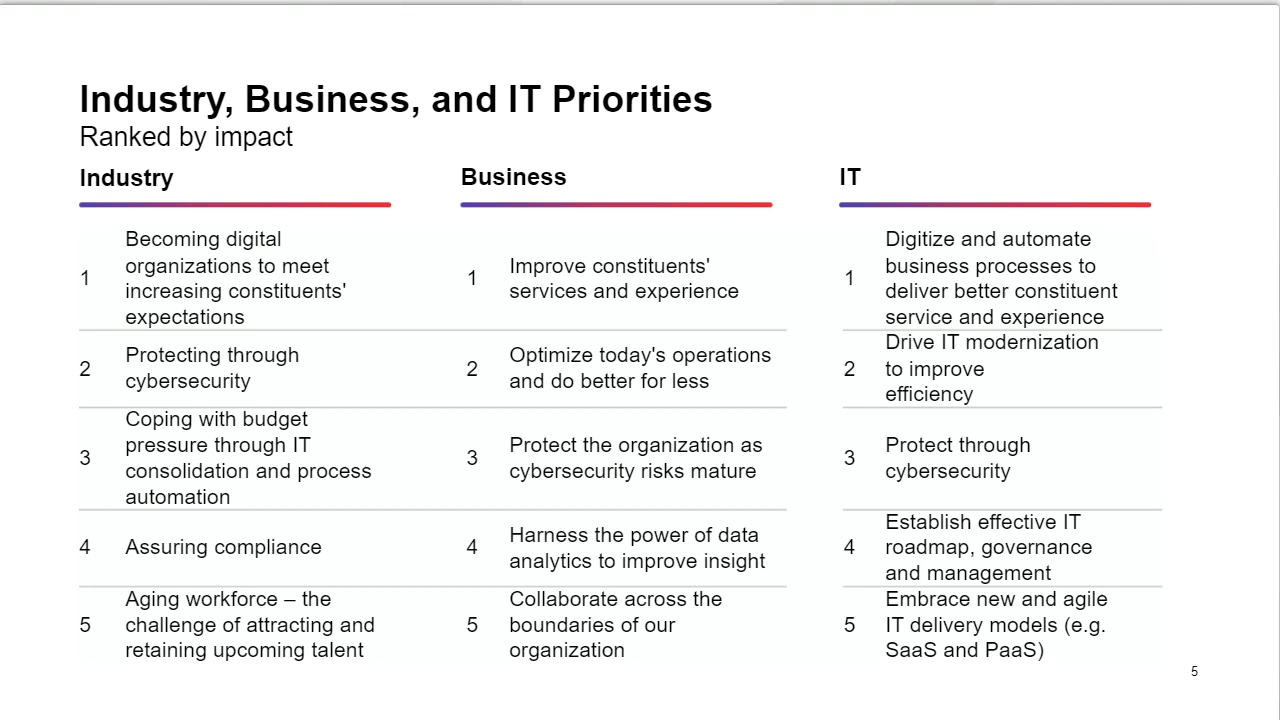 Industry, Business, and IT Priorities
Ranked by impact
Industry
1
Becoming digital
organizations to meet
increasing constituents'
expectations
2
Protecting through
cybersecurity
3
Coping with budget
pressure through IT
consolidation and process
automation
4
Assuring compliance
5
Aging workforce – the
challenge of attracting and
retaining upcoming talent
Business
1
Improve constituents'
services and experience
2
Optimize today's operations
and do better for less
3
Protect the organization as
cybersecurity risks mature
4
Harness the power of data
analytics to improve insight
5
Collaborate across the
boundaries of our
organization
IT
1
Digitize and automate
business processes to
deliver better constituent
service and experience
2
Drive IT modernization
to improve
efficiency
3
Protect through
cybersecurity
4
Establish effective IT
roadmap, governance
and management
5
Embrace new and agile
IT delivery models (e.g.
SaaS and PaaS)
5